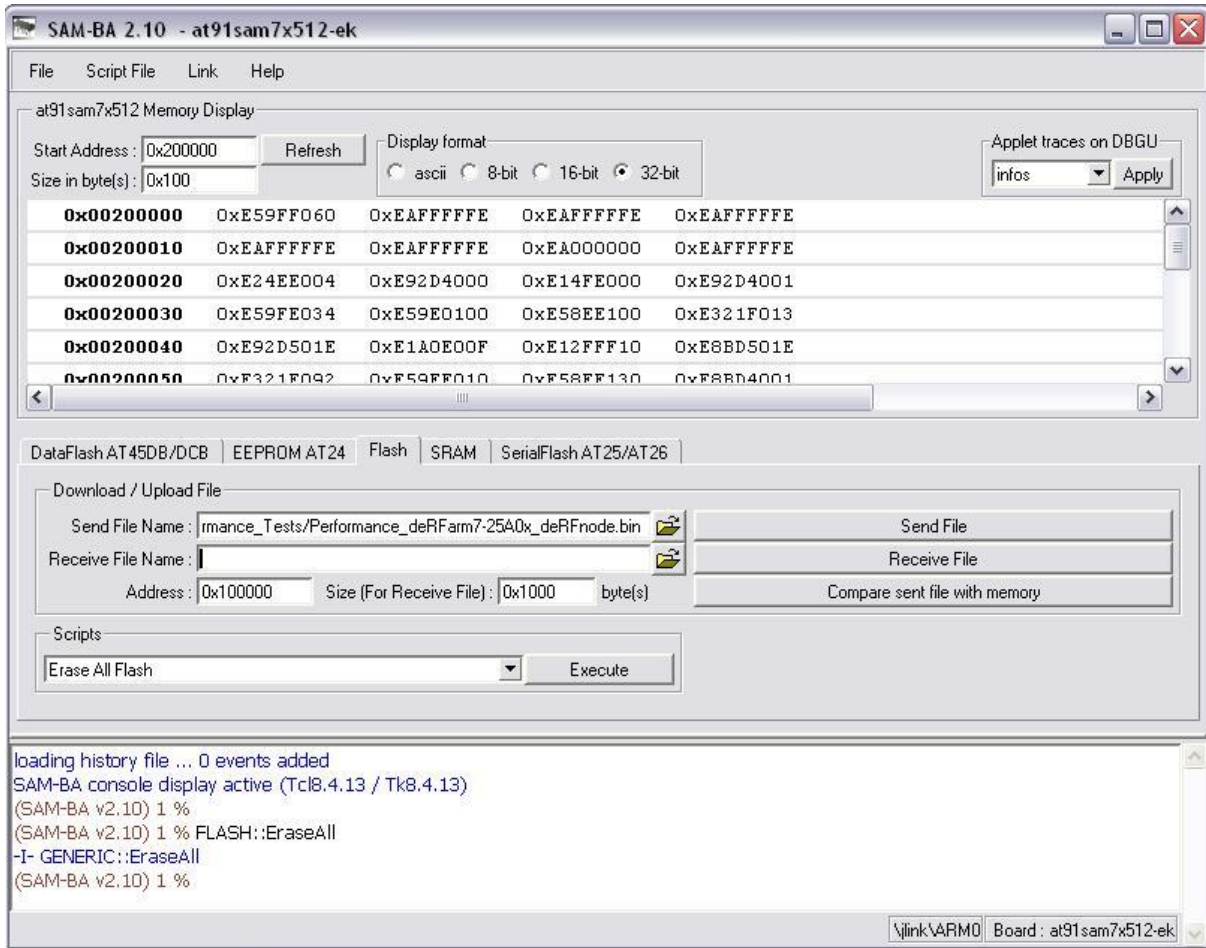 SAM-BA 2.10 - at91sam7x512-ek
File Script File Link Help
at91sam7x512 Memory Display
Start Address : 0x200000 Refresh
Size in byte(s) : 0x100
Display format
ascii 8-bit 16-bit 32-bit
Applet traces on DBGU
infos Apply
0x00200000 0xE59FF060 0xEAFFFFFE 0xEAFFFFFE 0xEAFFFFFE
0x00200010 0xEAFFFFFE 0xEAFFFFFE 0xEA000000 0xEAFFFFFE
0x00200020 0xE24EE004 0xE92D4000 0xE14FE000 0xE92D4001
0x00200030 0xE59FE034 0xE59E0100 0xE58EE100 0xE321F013
0x00200040 0xE92D501E 0xE1A0E00F 0xE12FFF10 0xE8BD501E
0x00200050 0xE321F092 0xE59FE010 0xE58EE130 0xE8BD4001
DataFlash AT45DB/DCB EEPROM AT24 Flash SRAM SerialFlash AT25/AT26
Download / Upload File
Send File Name : rmance_Tests/Performance_deRFarm7-25A0x_deRFnode.bin Send File
Receive File Name : Receive File
Address : 0x100000 Size (For Receive File) : 0x1000 byte(s) Compare sent file with memory
Scripts
Erase All Flash Execute
loading history file ... 0 events added
SAM-BA console display active (Tcl8.4.13 / Tk8.4.13)
(SAM-BA v2.10) 1 %
(SAM-BA v2.10) 1 % FLASH::EraseAll
-I- GENERIC::EraseAll
(SAM-BA v2.10) 1 %
\jlink\ARM0 Board : at91sam7x512-ek